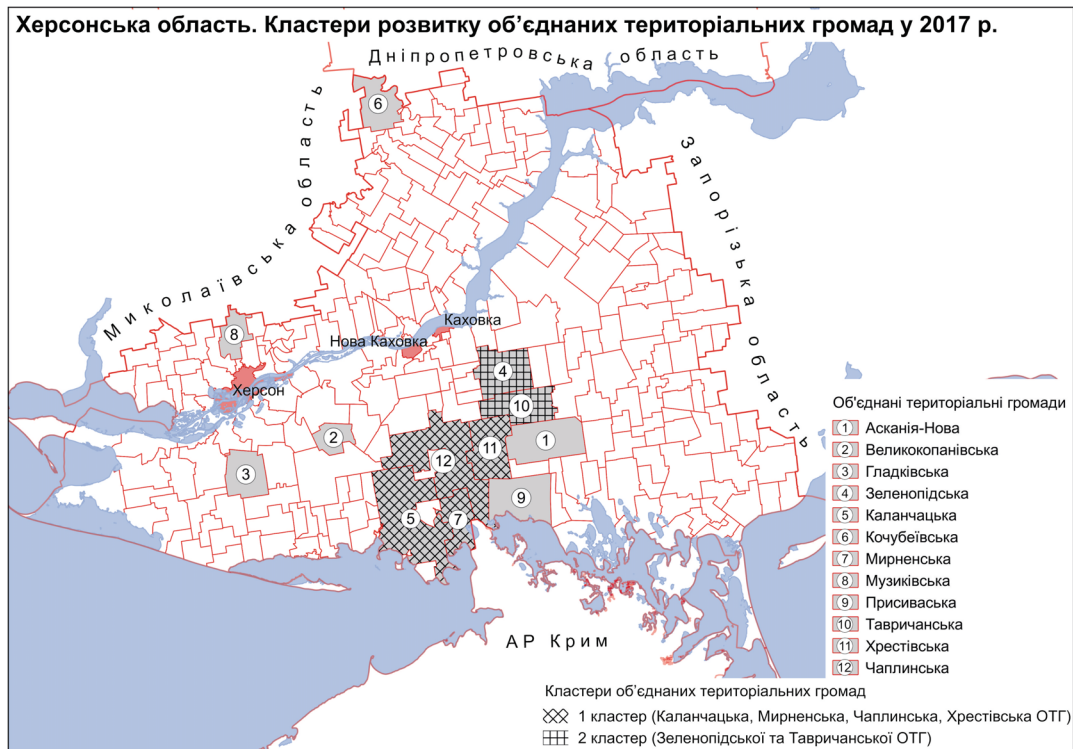 Херсонська область. Кластери розвитку об’єднаних територіальних громад у 2017 р.
Дніпропетровська область
Миколаївська область
Запорізька область
6
8
Каховка
Нова Каховка
Херсон
4
10
2
1
11
12
3
9
5
7
АР Крим
Об'єднані територіальні громади
1 Асканія-Нова
2 Великокопанівська
3 Гладківська
4 Зеленопідська
5 Каланчацька
6 Кочубеївська
7 Мирненська
8 Музиківська
9 Присиваська
10 Тавричанська
11 Хрестівська
12 Чаплинська
Кластери об’єднаних територіальних громад
1 кластер (Каланчацька, Мирненська, Чаплинська, Хрестівська ОТГ)
2 кластер (Зеленопідської та Тавричанської ОТГ)